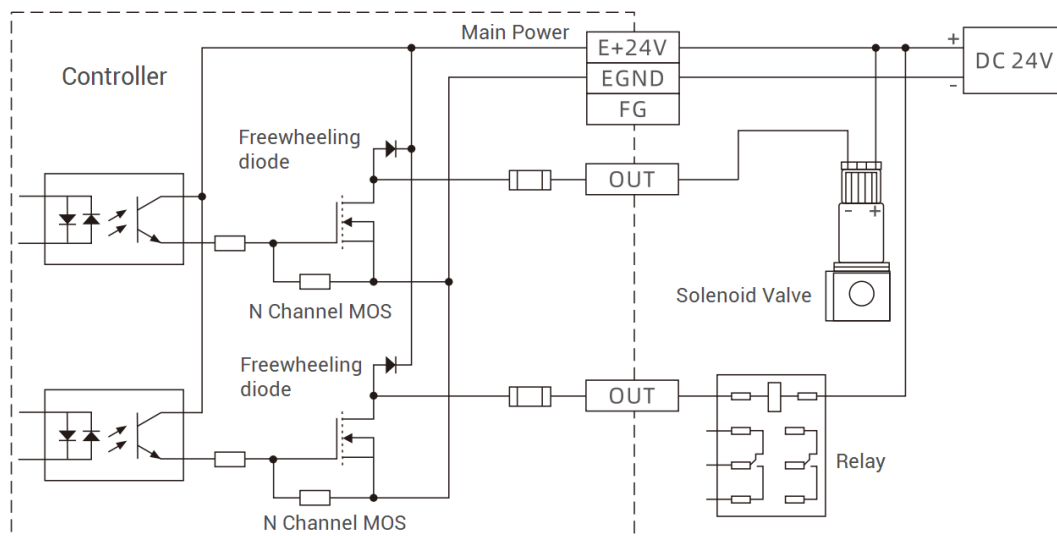 Main Power
E+24V
+
DC 24V
Controller
EGND
-
FG
Freewheeling
diode
OUT
- +
Solenoid Valve
N Channel MOS
Freewheeling
diode
OUT
Relay
N Channel MOS